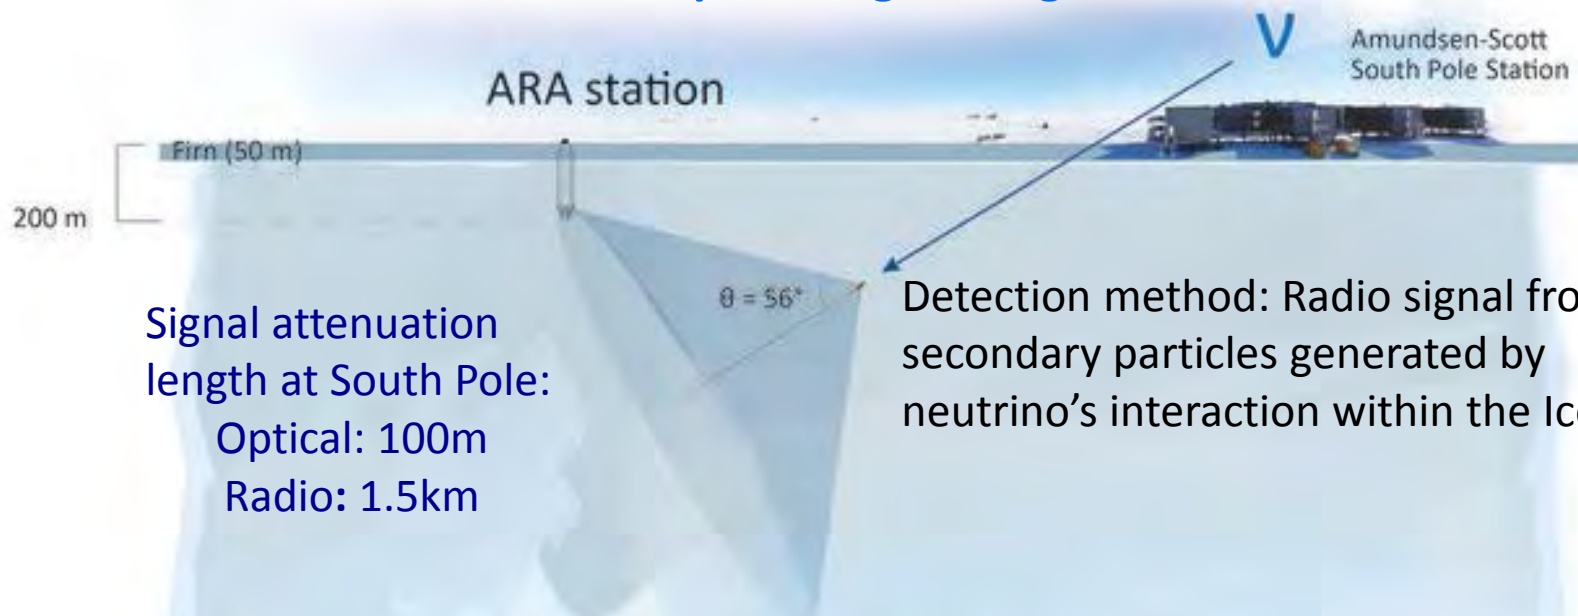 ν
Amundsen-Scott
South Pole Station
ARA station
Firn (50 m)
200 m
θ = 56°
Signal attenuation
length at South Pole:
Optical: 100m
Radio: 1.5km
Detection method: Radio signal fro
secondary particles generated by
neutrino’s interaction within the Ic